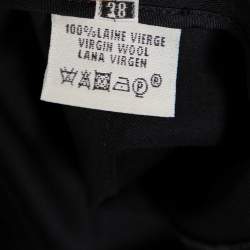 38
100%LAINE VIERGE
VIRGIN WOOL
LANA VIRGEN